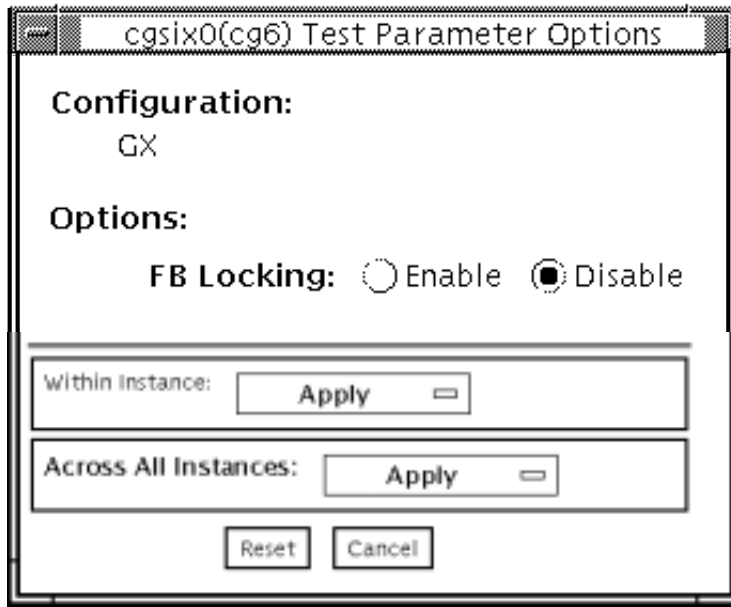 cgsix0(cg6) Test Parameter Options
Configuration:
GX
Options:
FB Locking: Enable Disable
Within Instance: Apply
Across All Instances: Apply
Reset Cancel